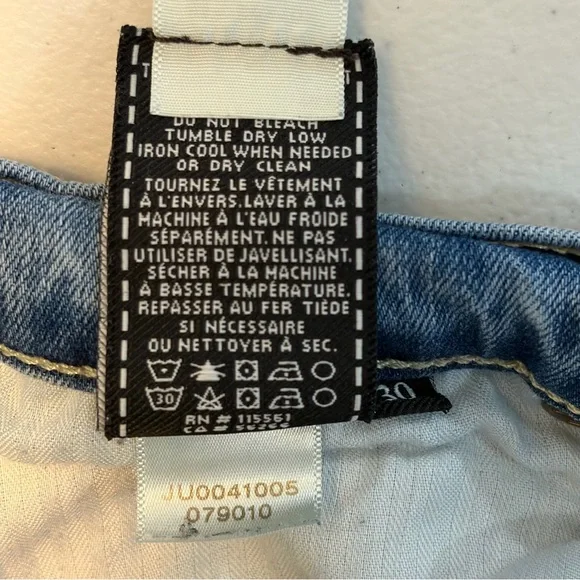 DO NOT BLEACH
TUMBLE DRY LOW
IRON COOL WHEN NEEDED
OR DRY CLEAN
TOURNEZ LE VÊTEMENT
À L'ENVERS.LAVER À LA
MACHINE À L'EAU FROIDE
SÉPARÉMENT. NE PAS
UTILISER DE JAVELLISANT.
SÉCHER À LA MACHINE
À BASSE TEMPÉRATURE.
REPASSER AU FER TIÈDE
SI NÉCESSAIRE
OU NETTOYER À SEC.
30
RN # 115561
CA #
30
JU0041005
079010